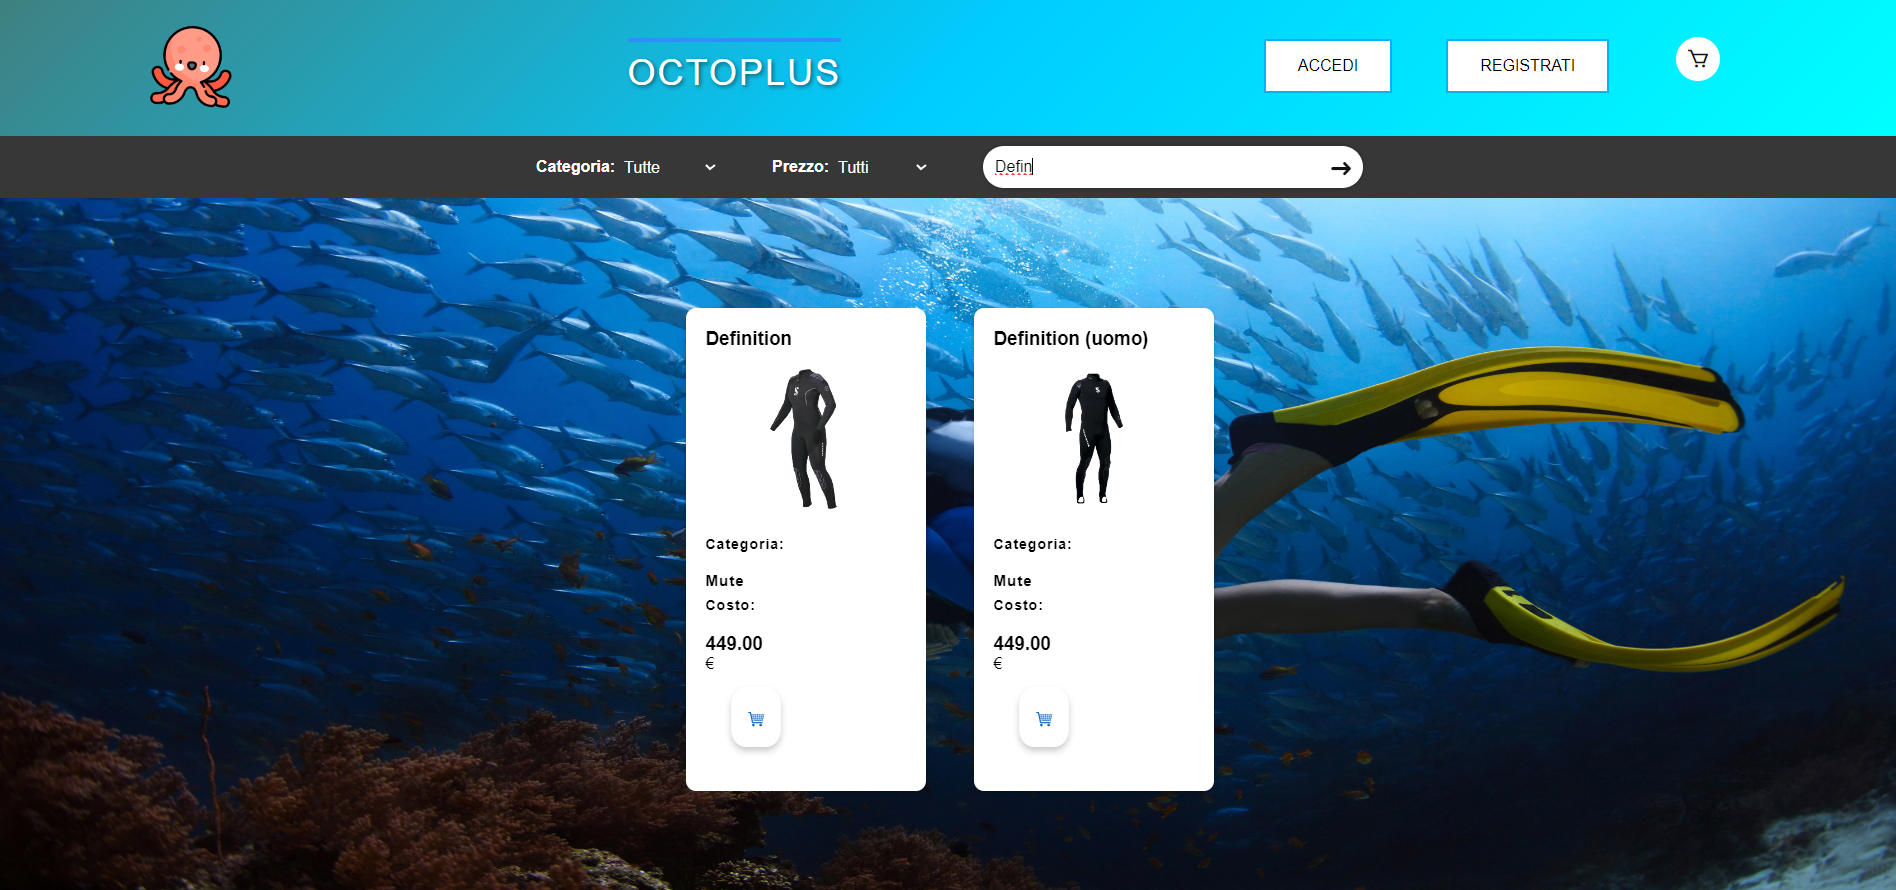 OCTOPLUS
ACCEDI
REGISTRATI
Categoria: Tutte
Prezzo: Tutti
Defin
Definition
Categoria:
Mute
Costo:
449.00
€
Definition (uomo)
Categoria:
Mute
Costo:
449.00
€